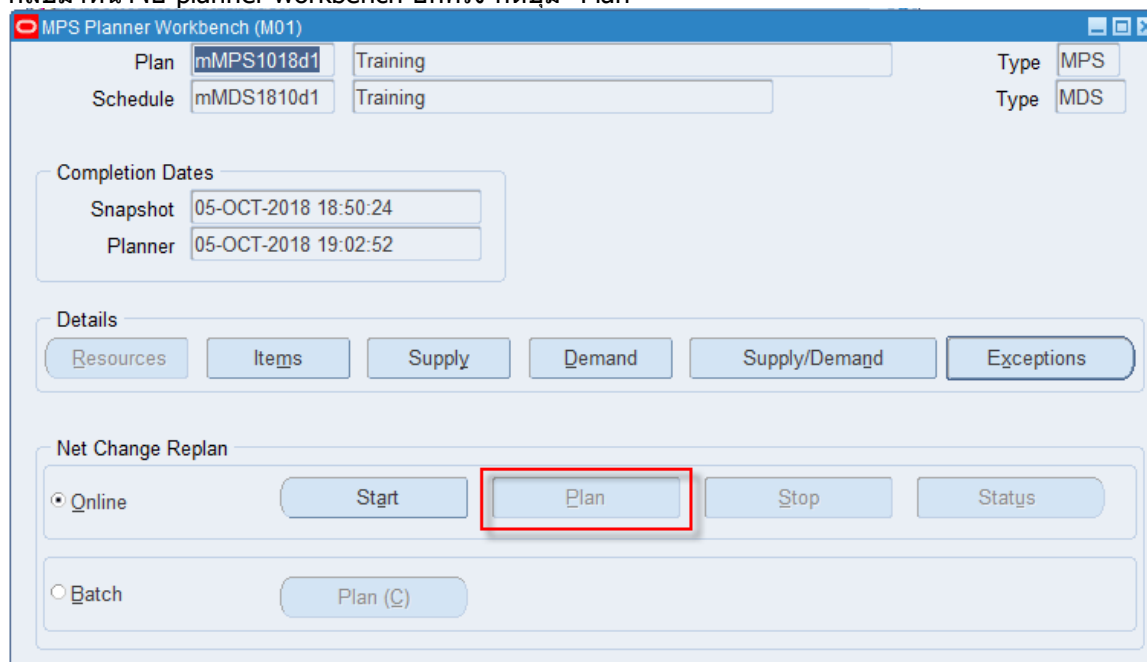 MPS Planner Workbench (M01)
Plan mMPS1018d1 Training Type MPS
Schedule mMDS1810d1 Training Type MDS
Completion Dates
Snapshot 05-OCT-2018 18:50:24
Planner 05-OCT-2018 19:02:52
Details
Resources Items Supply Demand Supply/Demand Exceptions
Net Change Replan
Online Start Plan Stop Status
Batch Plan (C)